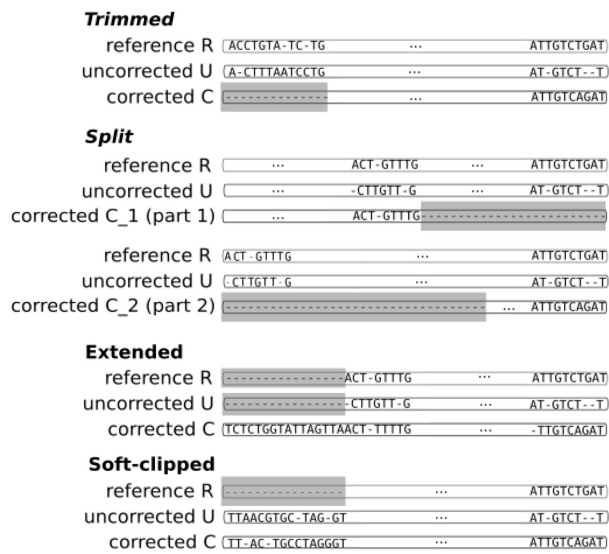 Trimmed
reference R ACCTGTA-TC-TG ... ATTGTCTGAT
uncorrected U A-CTTTAATCCTG ... AT-GTCT--T
corrected C -------------- ... ATTGTCAGAT
Split
reference R ... ACT-GTTTG ... ATTGTCTGAT
uncorrected U ... -CTTGTT-G ... AT-GTCT--T
corrected C_1 (part 1) ... ACT-GTTTG-------------------------
reference R ACT-GTTTG ... ATTGTCTGAT
uncorrected U -CTTGTT-G ... AT-GTCT--T
corrected C_2 (part 2) ----------------------------------- ... ATTGTCAGAT
Extended
reference R ----------------ACT-GTTTG ... ATTGTCTGAT
uncorrected U ----------------CTTGTT-G ... AT-GTCT--T
corrected C TCTCTGGTATTAGTTAACT-TTTTG ... -TTGTCAGAT
Soft-clipped
reference R ---------------- ... ATTGTCTGAT
uncorrected U TTAACGTGC-TAG-GT ... AT-GTCT--T
corrected C TT-AC-TGCCTAGGGT ... ATTGTCAGAT